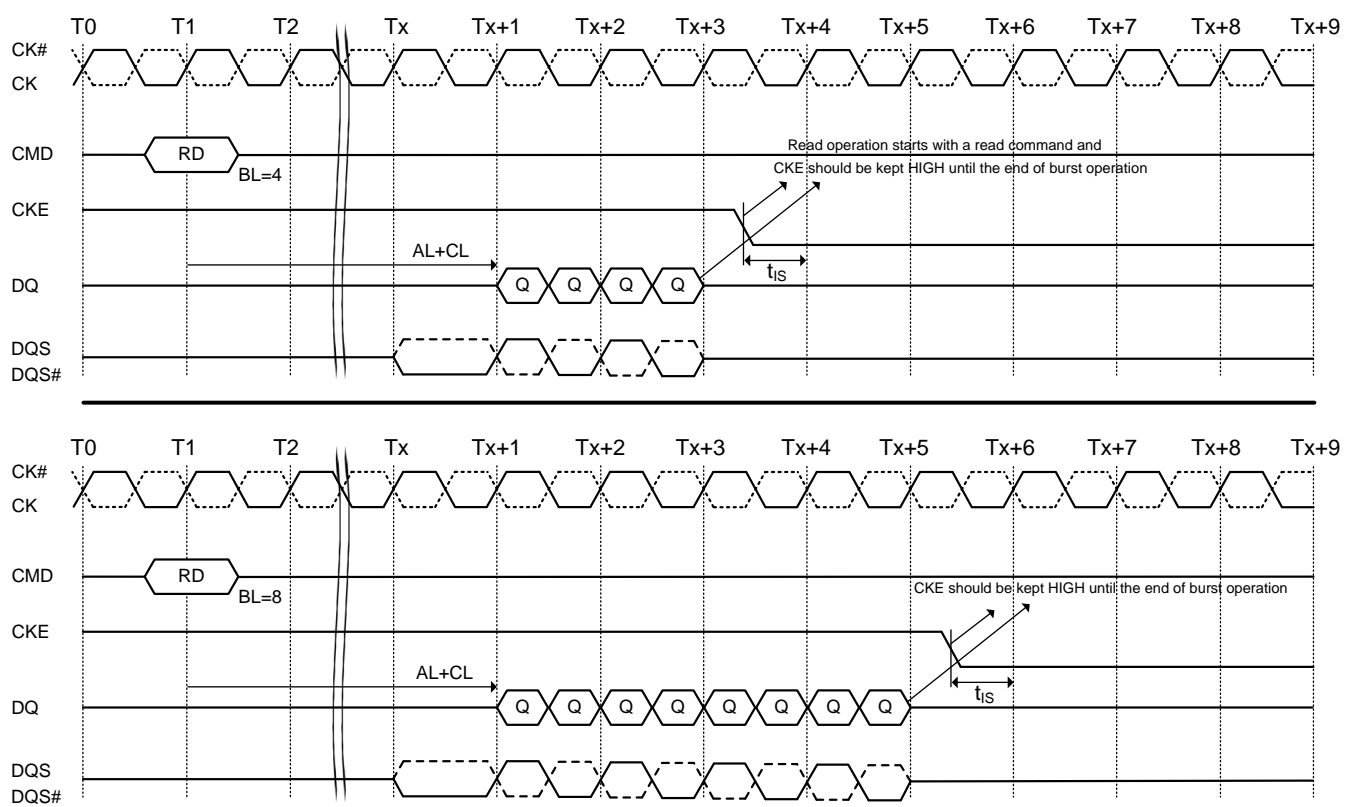 T0 T1 T2 Tx Tx+1 Tx+2 Tx+3 Tx+4 Tx+5 Tx+6 Tx+7 Tx+8 Tx+9
CK#
CK
CMD RD Read operation starts with a read command and
BL=4 CKE should be kept HIGH until the end of burst operation
CKE
AL+CL
tIS
DQ Q Q Q Q
DQS
DQS#
T0 T1 T2 Tx Tx+1 Tx+2 Tx+3 Tx+4 Tx+5 Tx+6 Tx+7 Tx+8 Tx+9
CK#
CK
CMD RD
BL=8 CKE should be kept HIGH until the end of burst operation
CKE
AL+CL
tIS
DQ Q Q Q Q Q Q Q Q
DQS
DQS#